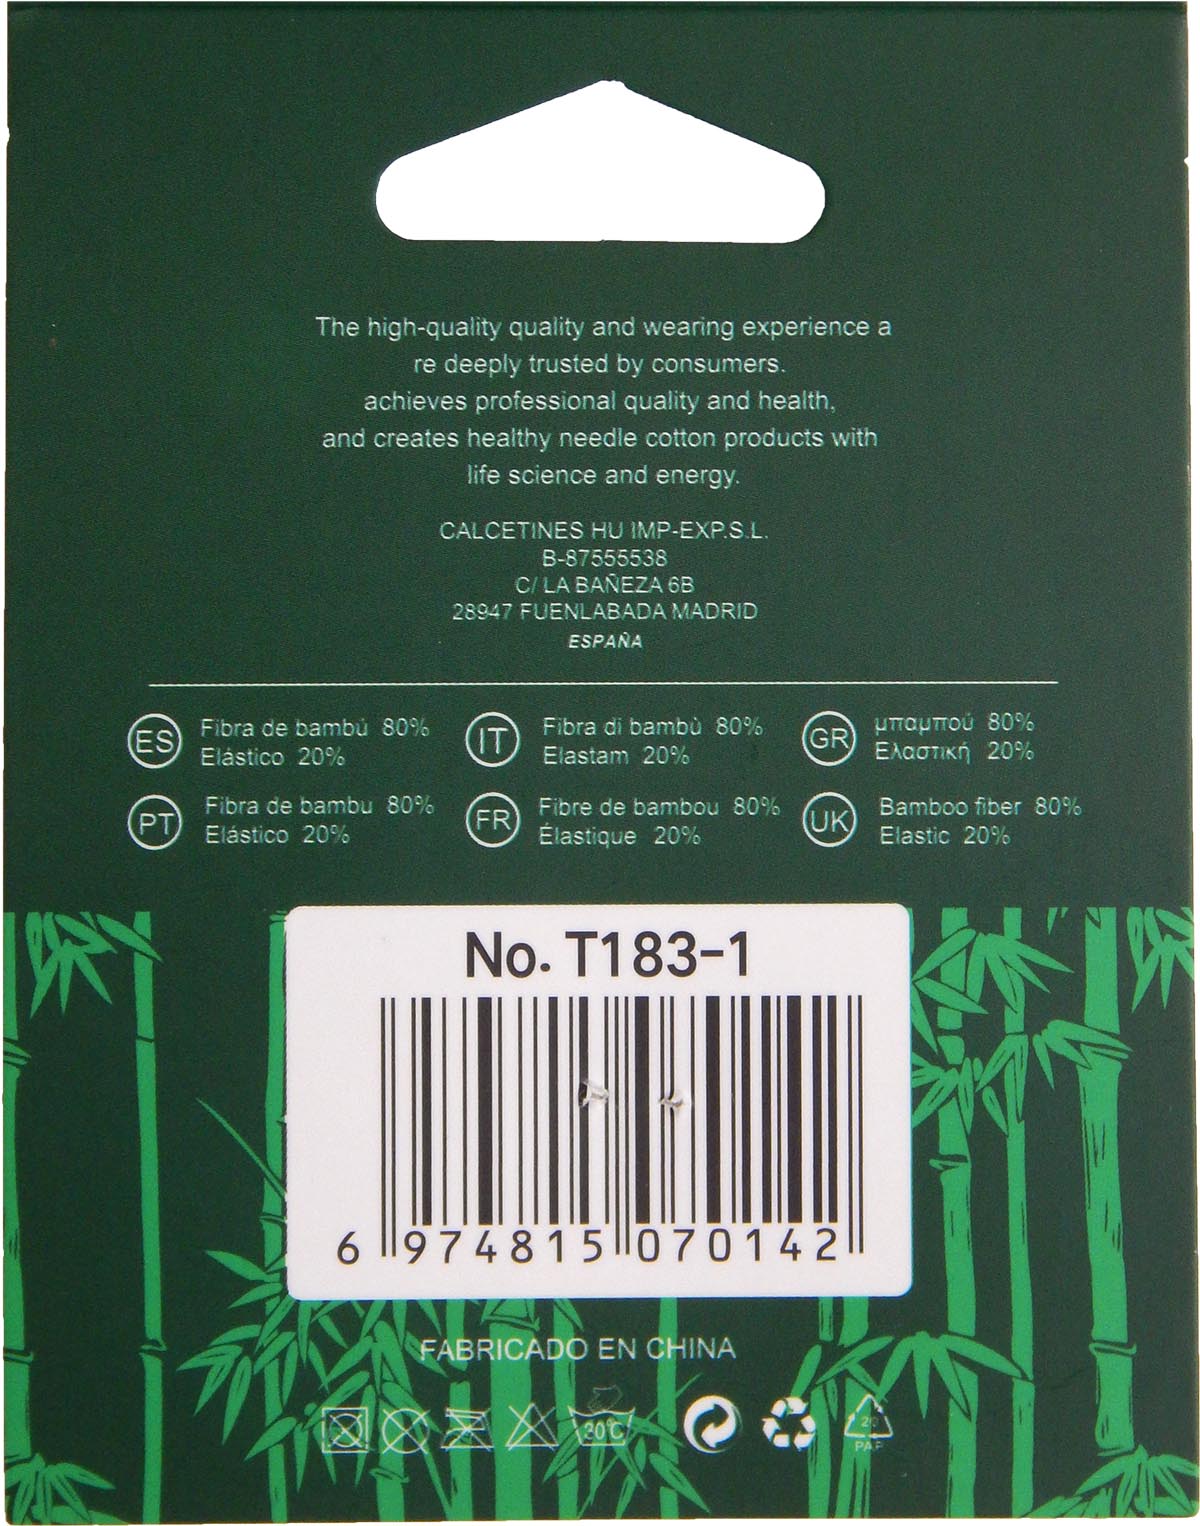 The high-quality quality and wearing experience a
re deeply trusted by consumers.
achieves professional quality and health,
and creates healthy needle cotton products with
life science and energy.
CALCETINES HU IMP-EXP.S.L.
B-87555538
C/ LA BAÑEZA 6B
28947 FUENLABADA MADRID
ESPAÑA
ES Fibra de bambú 80%
Elástico 20%
IT Fibra di bambù 80%
Elastam 20%
GR μπαμπού 80%
Ελαστική 20%
PT Fibra de bambu 80%
Elástico 20%
FR Fibre de bambou 80%
Élastique 20%
UK Bamboo fiber 80%
Elastic 20%
No. T183-1
6 974815 070142
FABRICADO EN CHINA
30°C
20
PAP